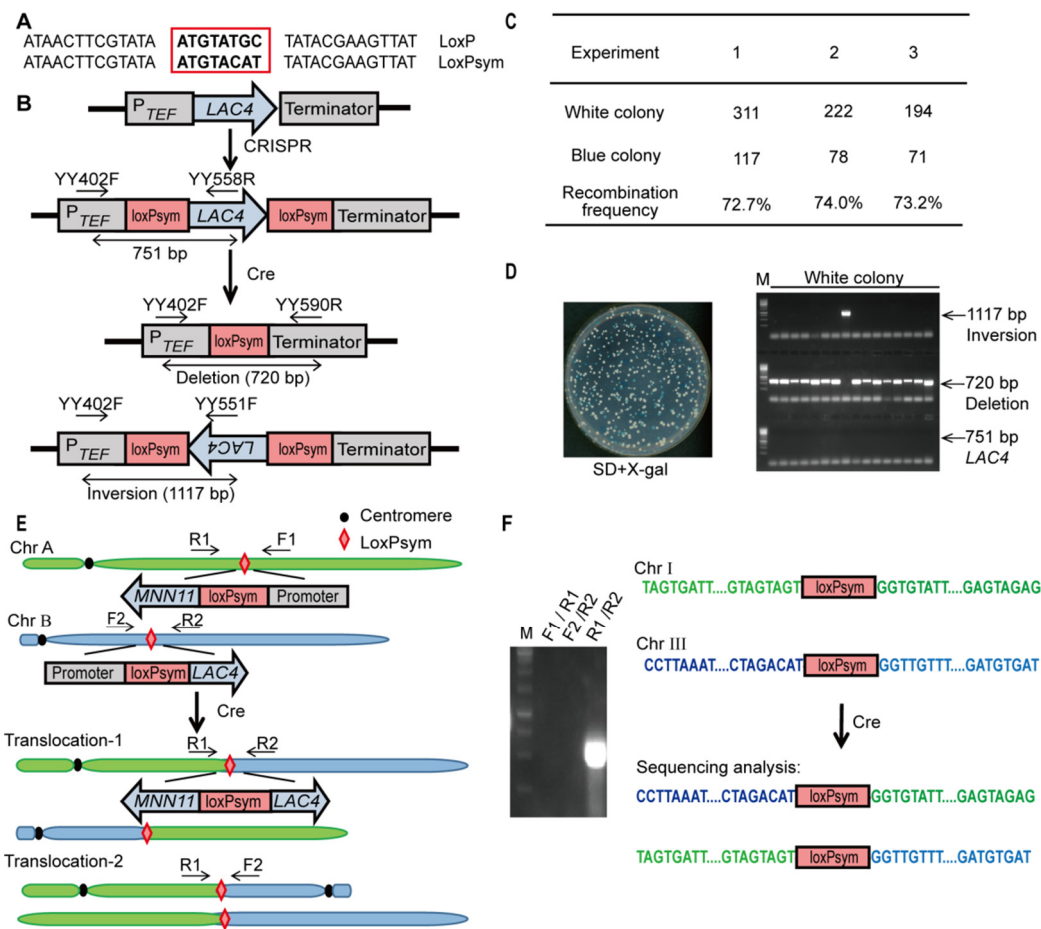 A
ATAACTTCGTATA ATGTATGC TATACGAAGTTAT LoxP
ATAACTTCGTATA ATGTACAT TATACGAAGTTAT LoxPsym
B
PTEF LAC4 Terminator
CRISPR
YY402F YY558R
PTEF loxPsym LAC4 loxPsym Terminator
751 bp
Cre
YY402F YY590R
PTEF loxPsym Terminator
Deletion (720 bp)
YY402F YY551F
PTEF loxPsym LAC4 loxPsym Terminator
Inversion (1117 bp)
C
Experiment 1 2 3
White colony 311 222 194
Blue colony 117 78 71
Recombination frequency 72.7% 74.0% 73.2%
D
SD+X-gal
M White colony
1117 bp
Inversion
720 bp
Deletion
751 bp
LAC4
E
Centromere
LoxPsym
Chr A R1 F1
MNN11 loxPsym Promoter
Chr B F2 R2
Promoter loxPsym LAC4
Cre
Translocation-1 R1 R2
MNN11 loxPsym LAC4
Translocation-2
R1 F2
F
M F1/R1 F2/R2 R1/R2
Chr I
TAGTGATT....GTAGTAGT loxPsym GGTGTATT....GAGTAGAG
Chr III
CCTTAAAT....CTAGACAT loxPsym GGTTGTTT....GATGTGAT
Cre
Sequencing analysis:
CCTTAAAT....CTAGACAT loxPsym GGTGTATT....GAGTAGAG
TAGTGATT....GTAGTAGT loxPsym GGTTGTTT....GATGTGAT